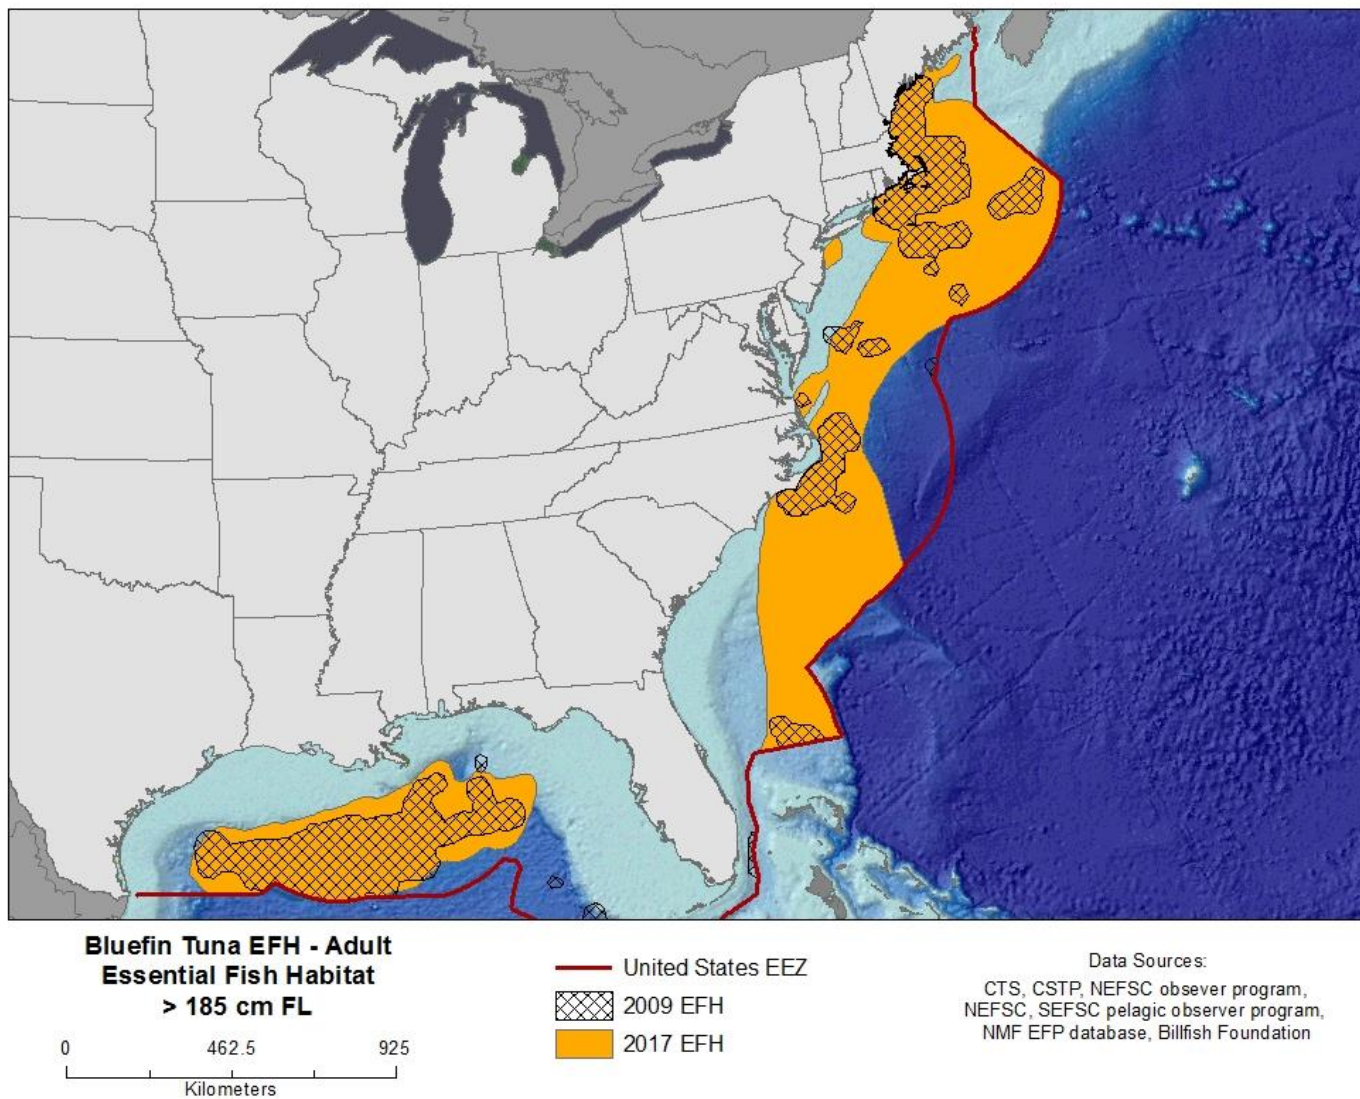 Bluefin Tuna EFH - Adult
Essential Fish Habitat
> 185 cm FL
0 462.5 925
Kilometers
United States EEZ
2009 EFH
2017 EFH
Data Sources:
CTS, CSTP, NEFSC obsever program,
NEFSC, SEFSC pelagic observer program,
NMF EFP database, Billfish Foundation